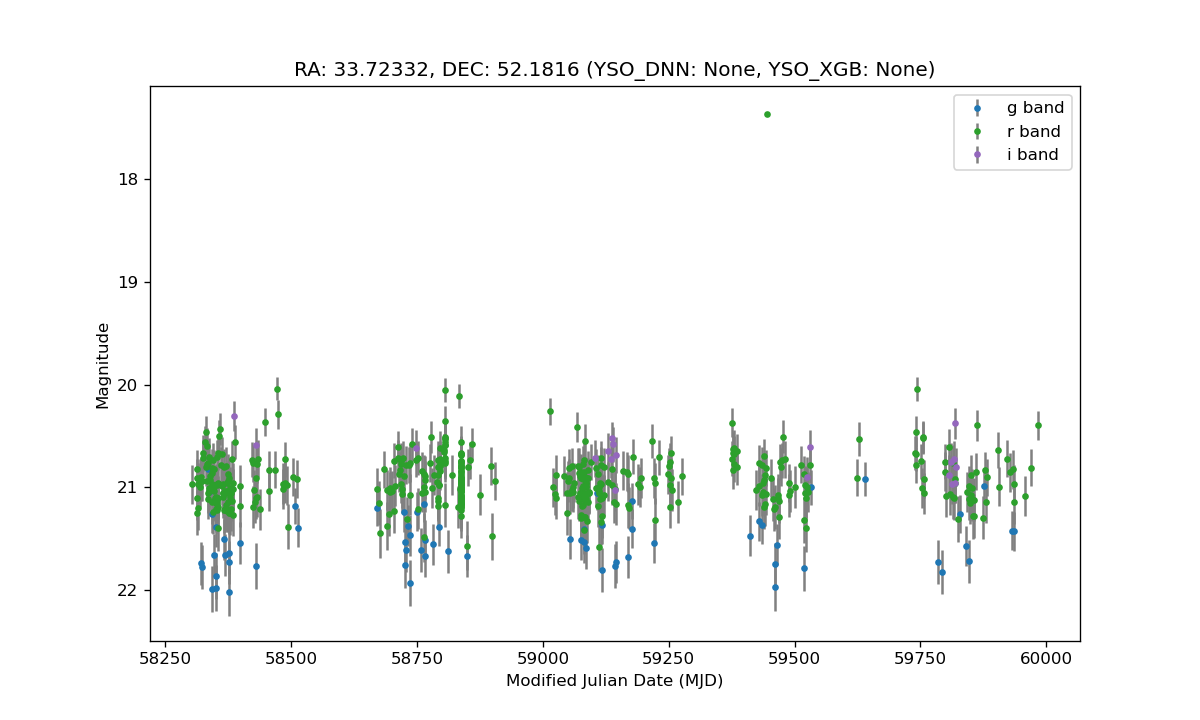 RA: 33.72332, DEC: 52.1816 (YSO_DNN: None, YSO_XGB: None)
g band
r band
i band
Magnitude
18
19
20
21
22
58250 58500 58750 59000 59250 59500 59750 60000
Modified Julian Date (MJD)